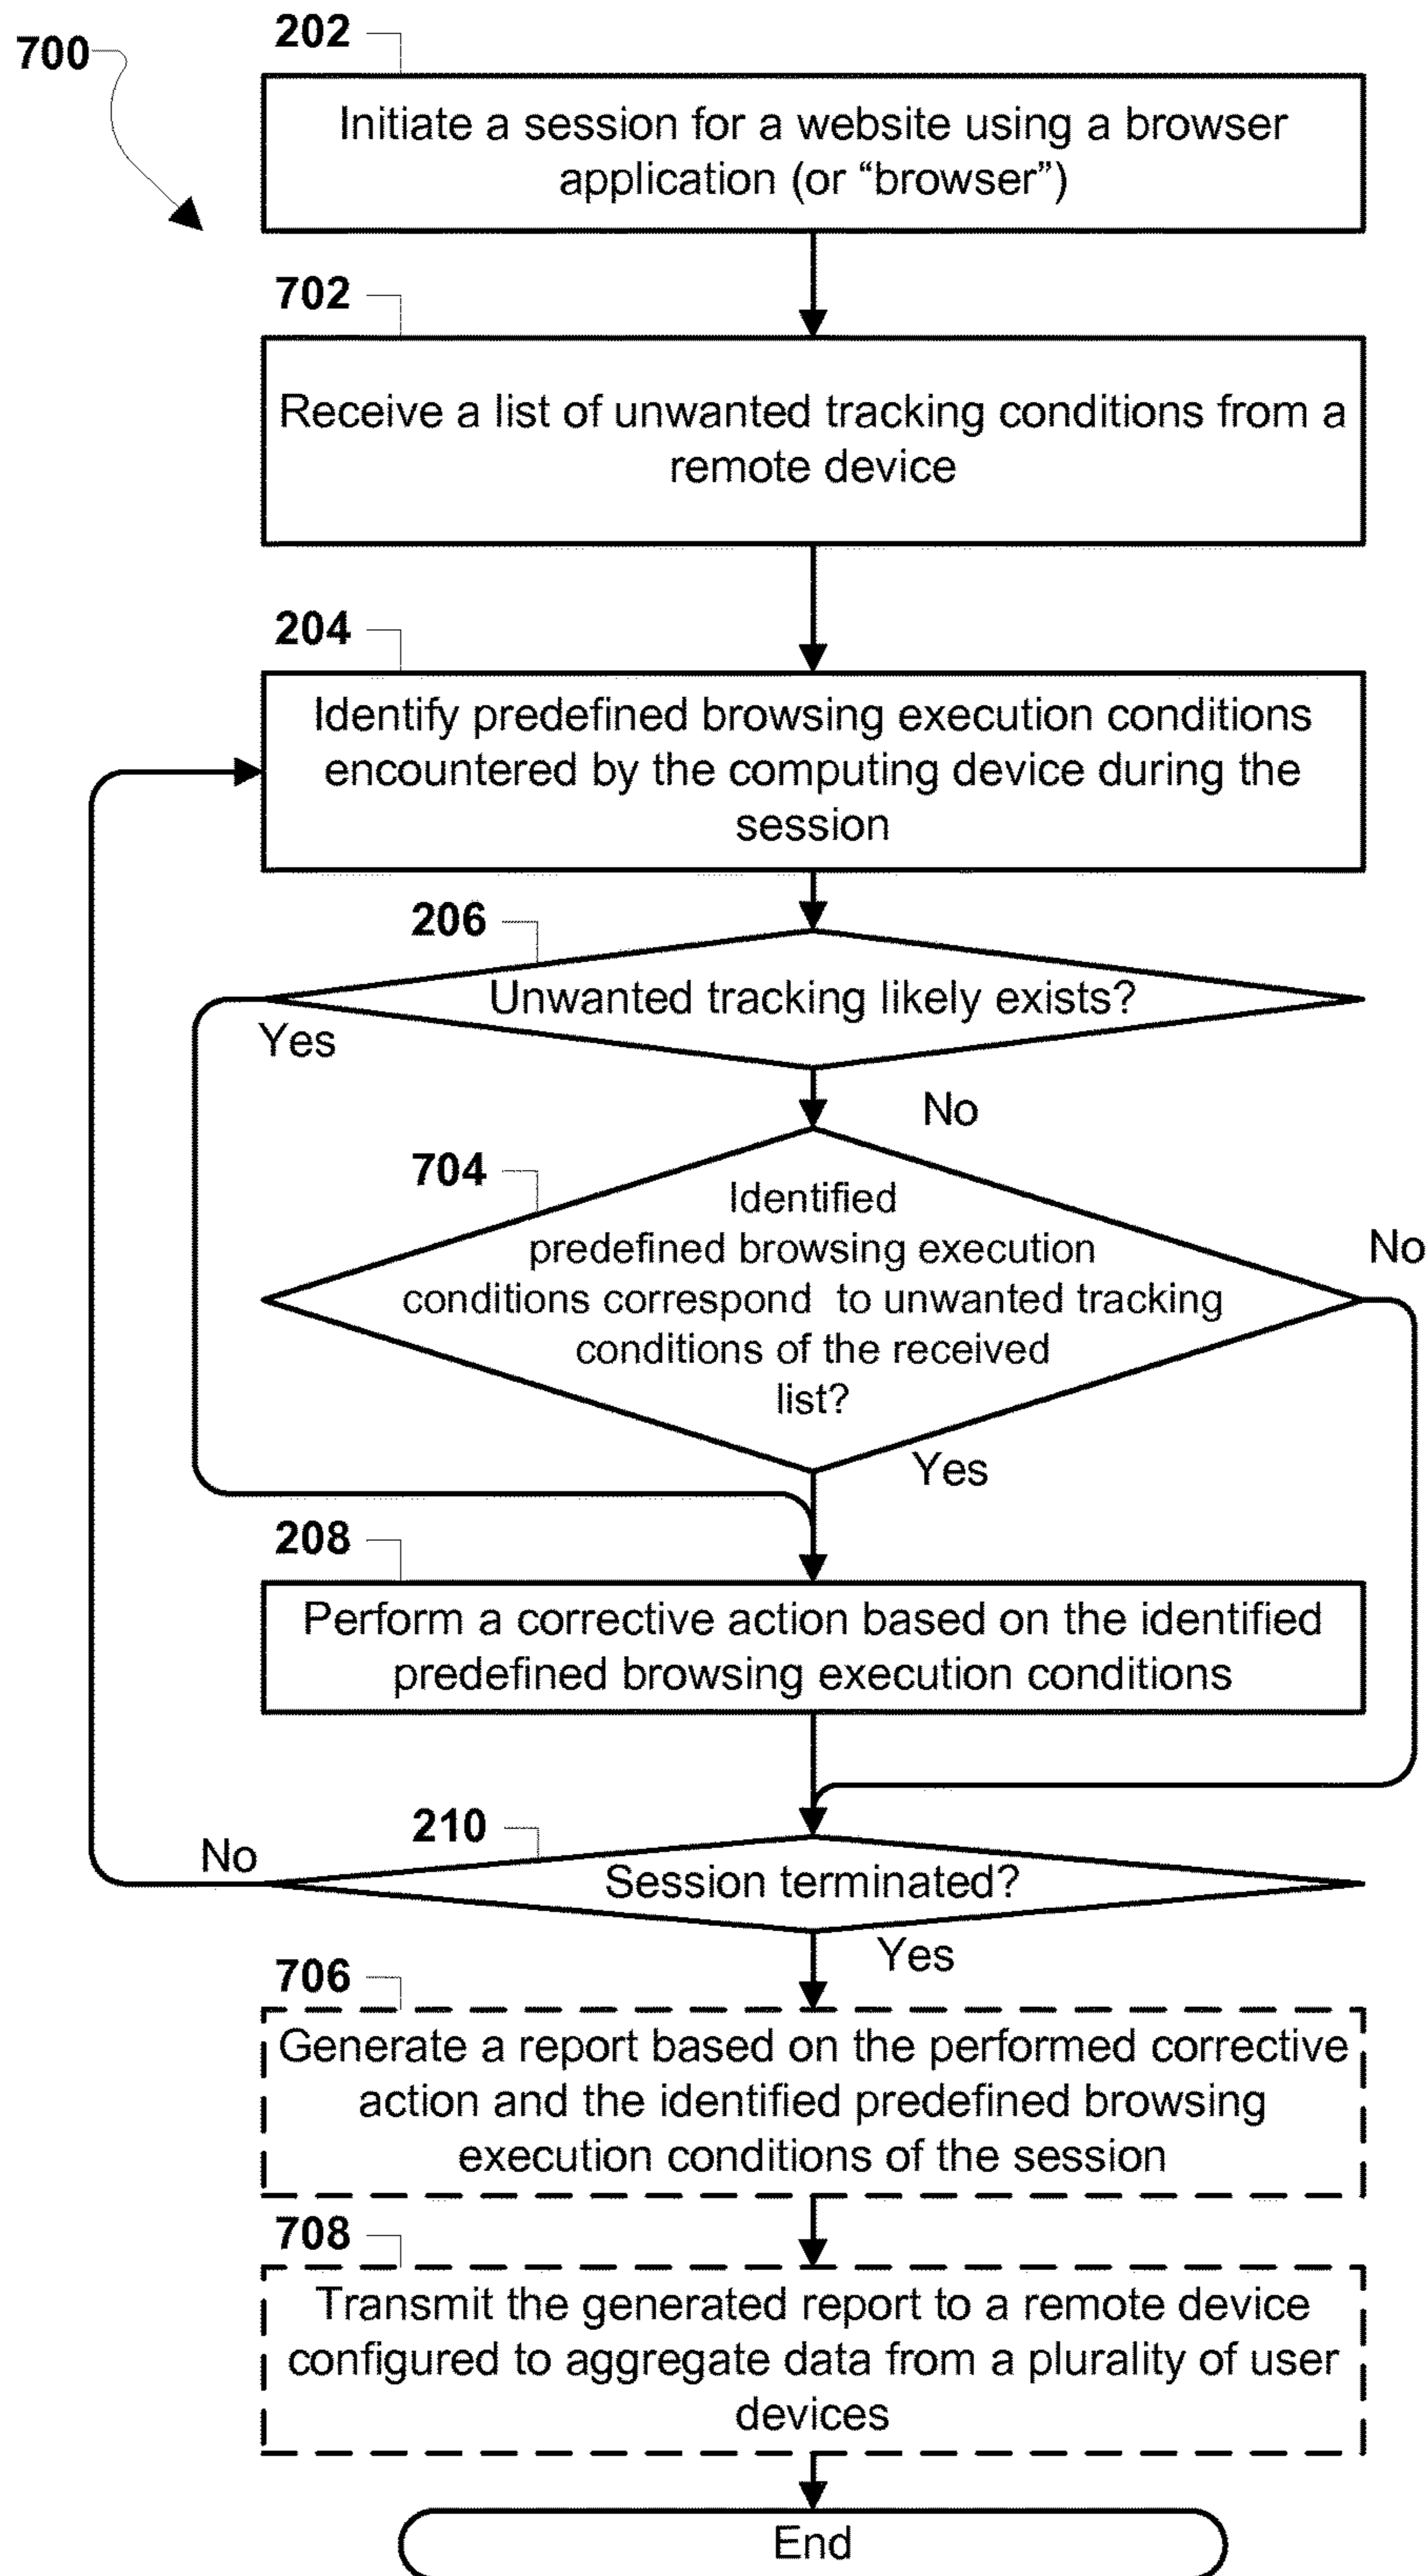 202
700
Initiate a session for a website using a browser
application (or “browser”)
702
Receive a list of unwanted tracking conditions from a
remote device
204
Identify predefined browsing execution conditions
encountered by the computing device during the
session
206
Unwanted tracking likely exists?
Yes
No
704
Identified
predefined browsing execution
conditions correspond to unwanted tracking
conditions of the received
list?
No
Yes
208
Perform a corrective action based on the identified
predefined browsing execution conditions
210
No
Session terminated?
Yes
706
Generate a report based on the performed corrective
action and the identified predefined browsing
execution conditions of the session
708
Transmit the generated report to a remote device
configured to aggregate data from a plurality of user
devices
End